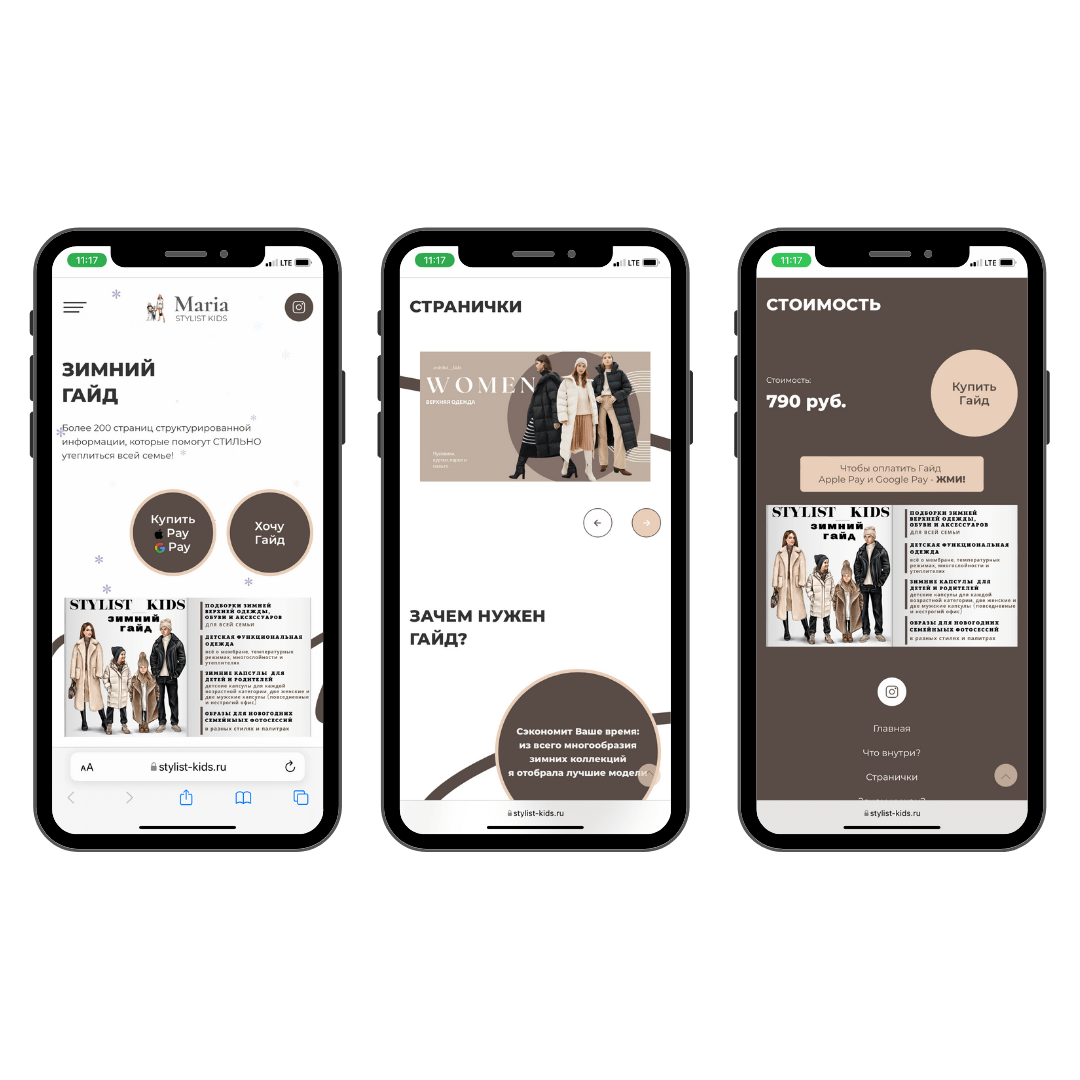 11:17
LTE
Maria
STYLIST KIDS
ЗИМНИЙ
ГАЙД
Более 200 страниц структурированной
информации, которые помогут СТИЛЬНО
утеплиться всей семье!
Купить
Pay
Pay
Хочу
Гайд
STYLIST KIDS
зимний
гайд
ПОДБОРКИ ЗИМНЕЙ
ВЕРХНЕЙ ОДЕЖДЫ,
ОБУВИ И АКСЕССУАРОВ
ДЛЯ ВСЕЙ СЕМЬИ
ДЕТСКАЯ ФУНКЦИОНАЛЬНАЯ
ОДЕЖДА
всё о мембране, температурных
режимах, многослойности и
утеплителях
ЗИМНИЕ КАПСУЛЫ ДЛЯ
ДЕТЕЙ И РОДИТЕЛЕЙ
детские капсулы для каждой
возрастной категории, две женские и
две мужские капсулы (повседневные
и нестрогий офис)
ОБРАЗЫ ДЛЯ НОВОГОДНИХ
СЕМЕЙНЫХ ФОТОСЕССИЙ
в разных стилях и палитрах
AA
stylist-kids.ru
11:17
LTE
СТРАНИЧКИ
WOMEN
ВЕРХНЯЯ ОДЕЖДА
ЗАЧЕМ НУЖЕН
ГАЙД?
Сэкономит Ваше время:
из всего многообразия
зимних коллекций
я отобрала лучшие модели
stylist-kids.ru
11:17
LTE
СТОИМОСТЬ
Стоимость:
790 руб.
Купить
Гайд
Чтобы оплатить Гайд
Apple Pay и Google Pay - ЖМИ!
STYLIST KIDS
зимний
гайд
ПОДБОРКИ ЗИМНЕЙ
ВЕРХНЕЙ ОДЕЖДЫ,
ОБУВИ И АКСЕССУАРОВ
ДЛЯ ВСЕЙ СЕМЬИ
ДЕТСКАЯ ФУНКЦИОНАЛЬНАЯ
ОДЕЖДА
всё о мембране, температурных
режимах, многослойности и
утеплителях
ЗИМНИЕ КАПСУЛЫ ДЛЯ
ДЕТЕЙ И РОДИТЕЛЕЙ
детские капсулы для каждой
возрастной категории, две женские и
две мужские капсулы (повседневные
и нестрогий офис)
ОБРАЗЫ ДЛЯ НОВОГОДНИХ
СЕМЕЙНЫХ ФОТОСЕССИЙ
в разных стилях и палитрах
Главная
Что внутри?
Странички
stylist-kids.ru